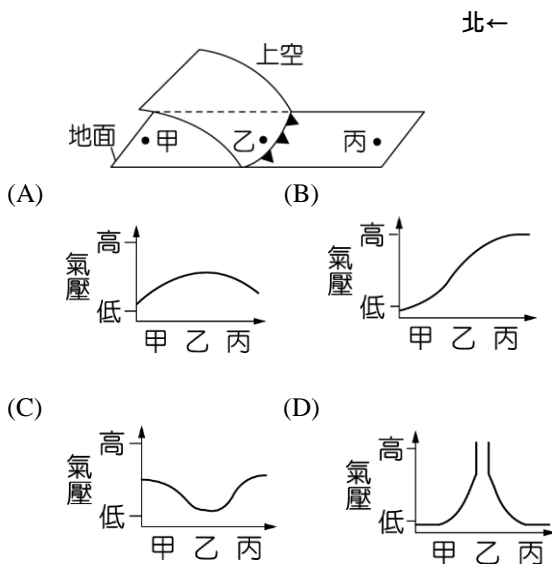 北←
上空
地面 甲 乙 丙
(A) (B)
高
氣壓
低
甲 乙 丙
高
氣壓
低
甲 乙 丙
(C) (D)
高
氣壓
低
甲 乙 丙
高
氣壓
低
甲 乙 丙